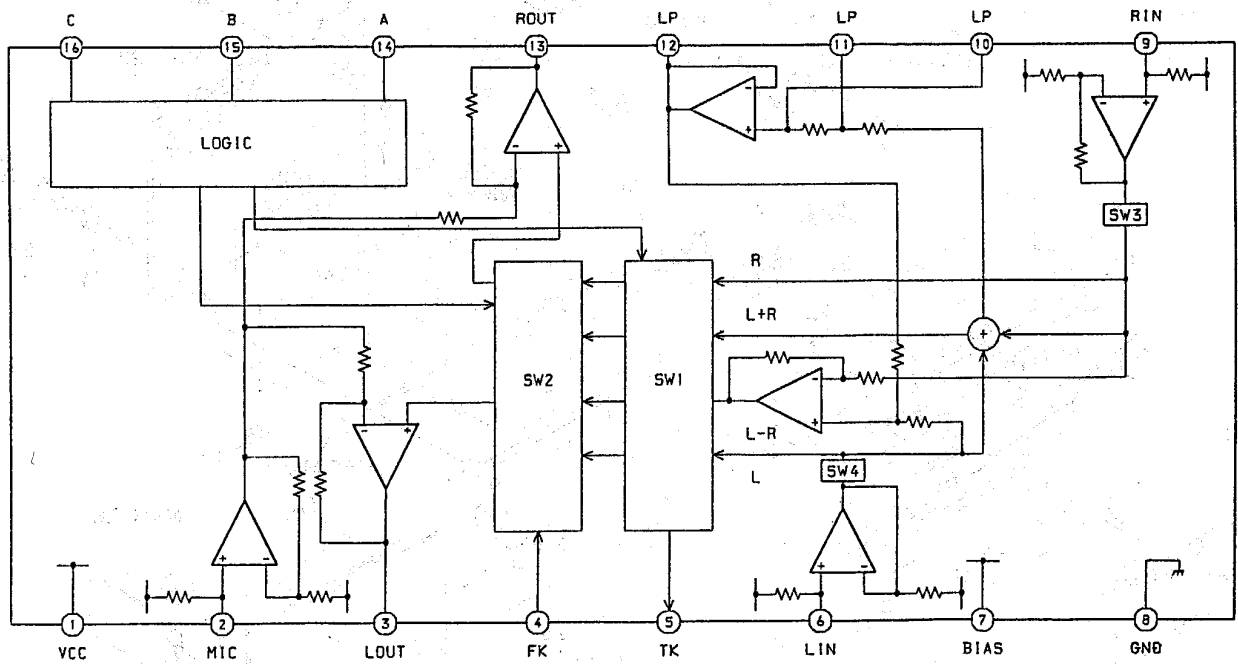 C B A ROUT LP LP LP RIN
16 15 14 13 12 11 10 9
- +
- +
LOGIC
- +
SW3
R
L+R
+
SW2 SW1
-
+
- +
L-R
L
SW4
+ -
+ -
1 2 3 4 5 6 7 8
VCC MIC LOUT FK TK LIN BIAS GND